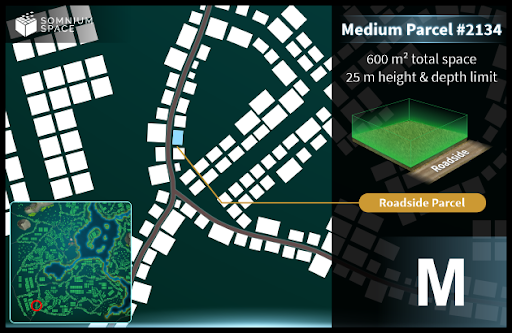 SOMNIUM
SPACE
Medium Parcel #2134
600 m² total space
25 m height & depth limit
Roadside
Roadside Parcel
M